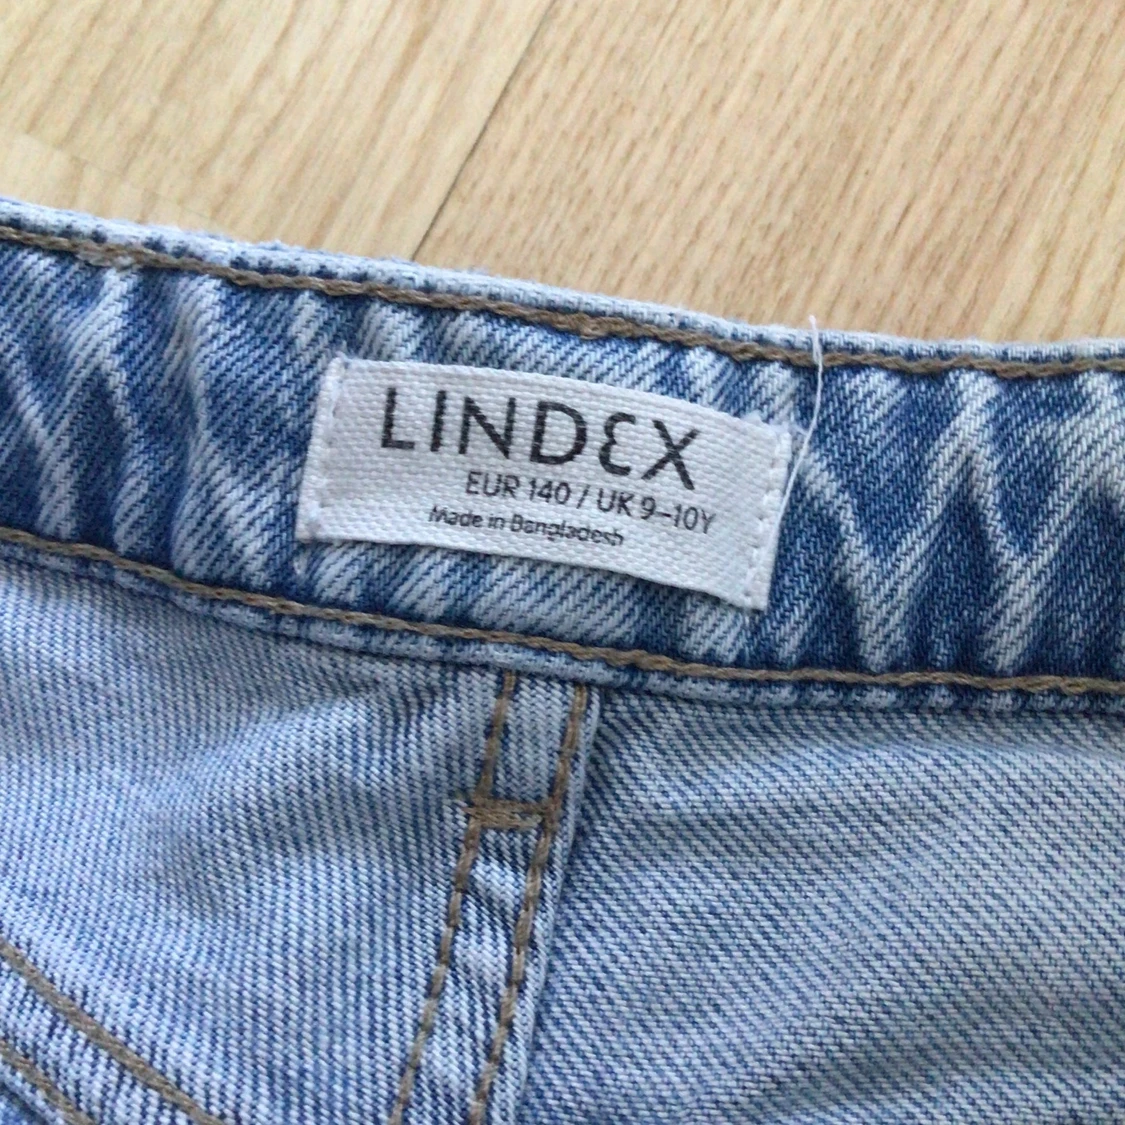 LINDEX
EUR 140 / UK 9-10Y
Made in Bangladesh